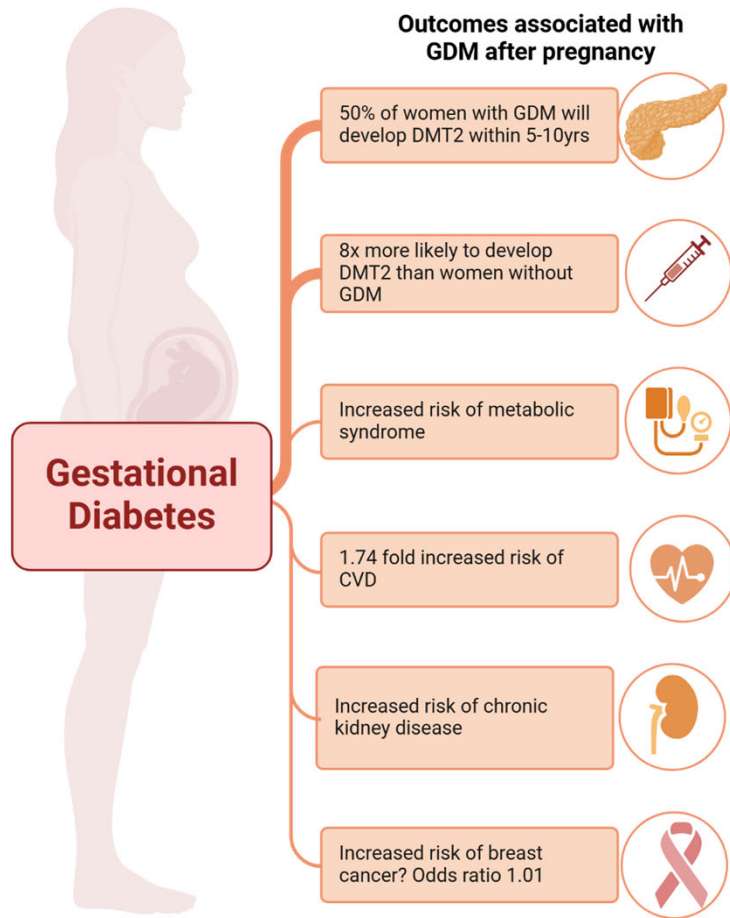 Outcomes associated with
GDM after pregnancy
50% of women with GDM will
develop DMT2 within 5-10yrs
8x more likely to develop
DMT2 than women without
GDM
Increased risk of metabolic
syndrome
Gestational
Diabetes
1.74 fold increased risk of
CVD
Increased risk of chronic
kidney disease
Increased risk of breast
cancer? Odds ratio 1.01